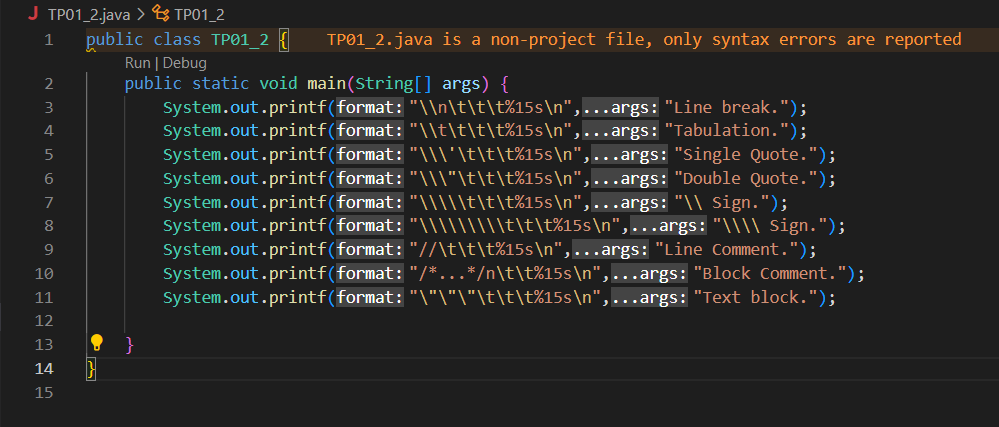 TP01_2.java > TP01_2
1 public class TP01_2 { TP01_2.java is a non-project file, only syntax errors are reported
Run | Debug
2 public static void main(String[] args) {
3 System.out.printf(format:"\\n\t\t\t%15s\n",...args:"Line break.");
4 System.out.printf(format:"\\t\t\t\t%15s\n",...args:"Tabulation.");
5 System.out.printf(format:"\\\'\t\t\t%15s\n",...args:"Single Quote.");
6 System.out.printf(format:"\\\"\t\t\t%15s\n",...args:"Double Quote.");
7 System.out.printf(format:"\\\\\t\t\t%15s\n",...args:"\\ Sign.");
8 System.out.printf(format:"\\\\\\\\\t\t\t%15s\n",...args:"\\\\ Sign.");
9 System.out.printf(format:"//\t\t\t%15s\n",...args:"Line Comment.");
10 System.out.printf(format:"/*...*/n\t\t%15s\n",...args:"Block Comment.");
11 System.out.printf(format:"\"\"\"\t\t\t%15s\n",...args:"Text block.");
12
13 }
14 }
15